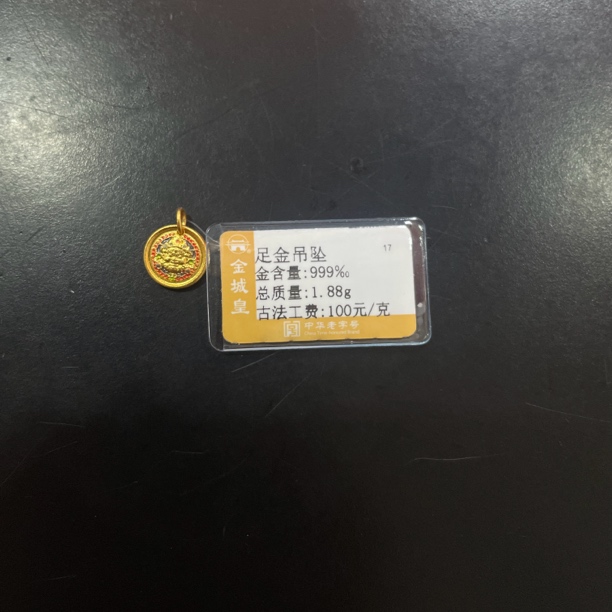 金城皇
足金吊坠
17
金含量:999‰
总质量:1.88g
古法工费:100元/克
中华老字号